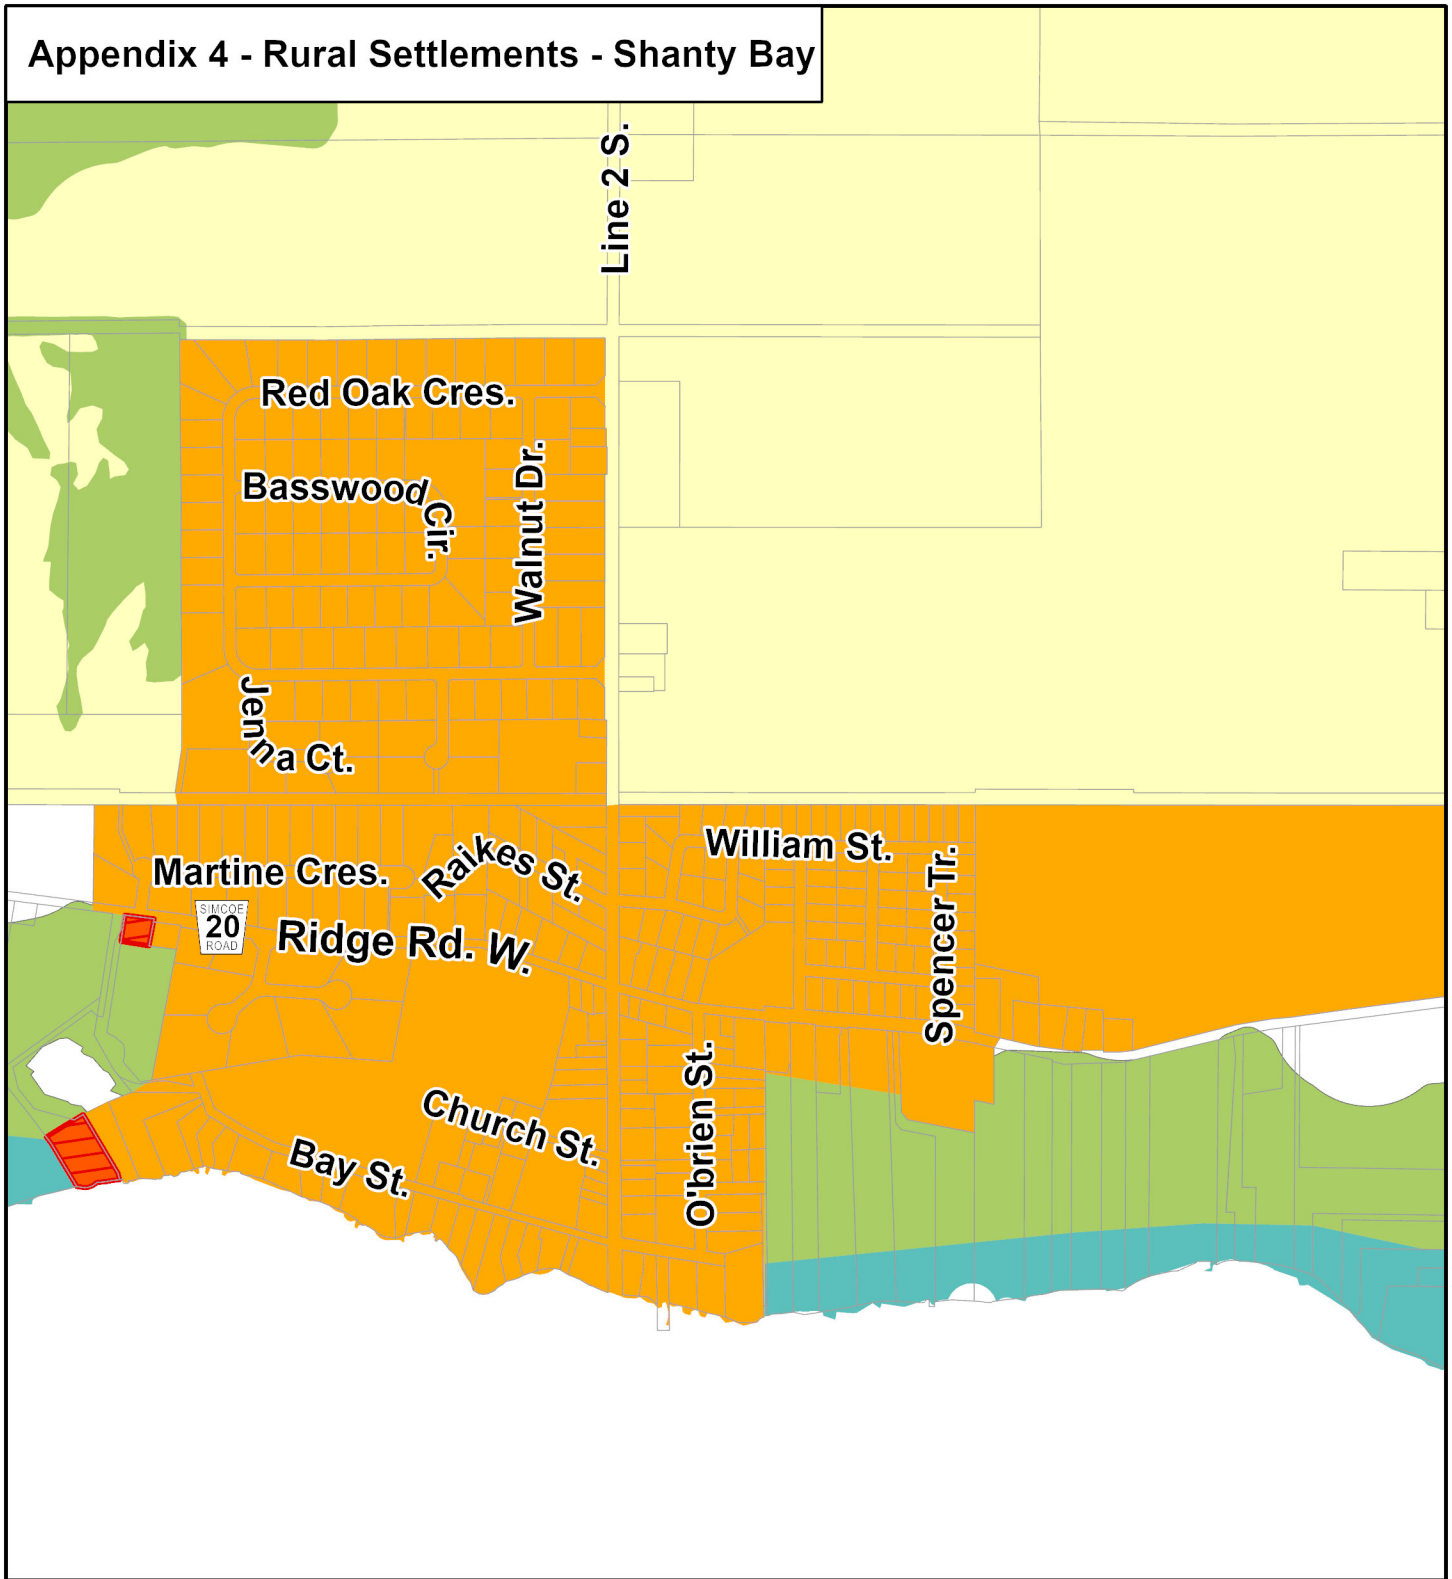 Appendix 4 - Rural Settlements - Shanty Bay
Line 2 S.
Red Oak Cres.
Basswood Cir.
Walnut Dr.
Jenna Ct.
William St.
Raikes St.
Martine Cres.
Spencer Tr.
SIMCOE
20
ROAD
Ridge Rd. W.
O'brien St.
Church St.
Bay St.